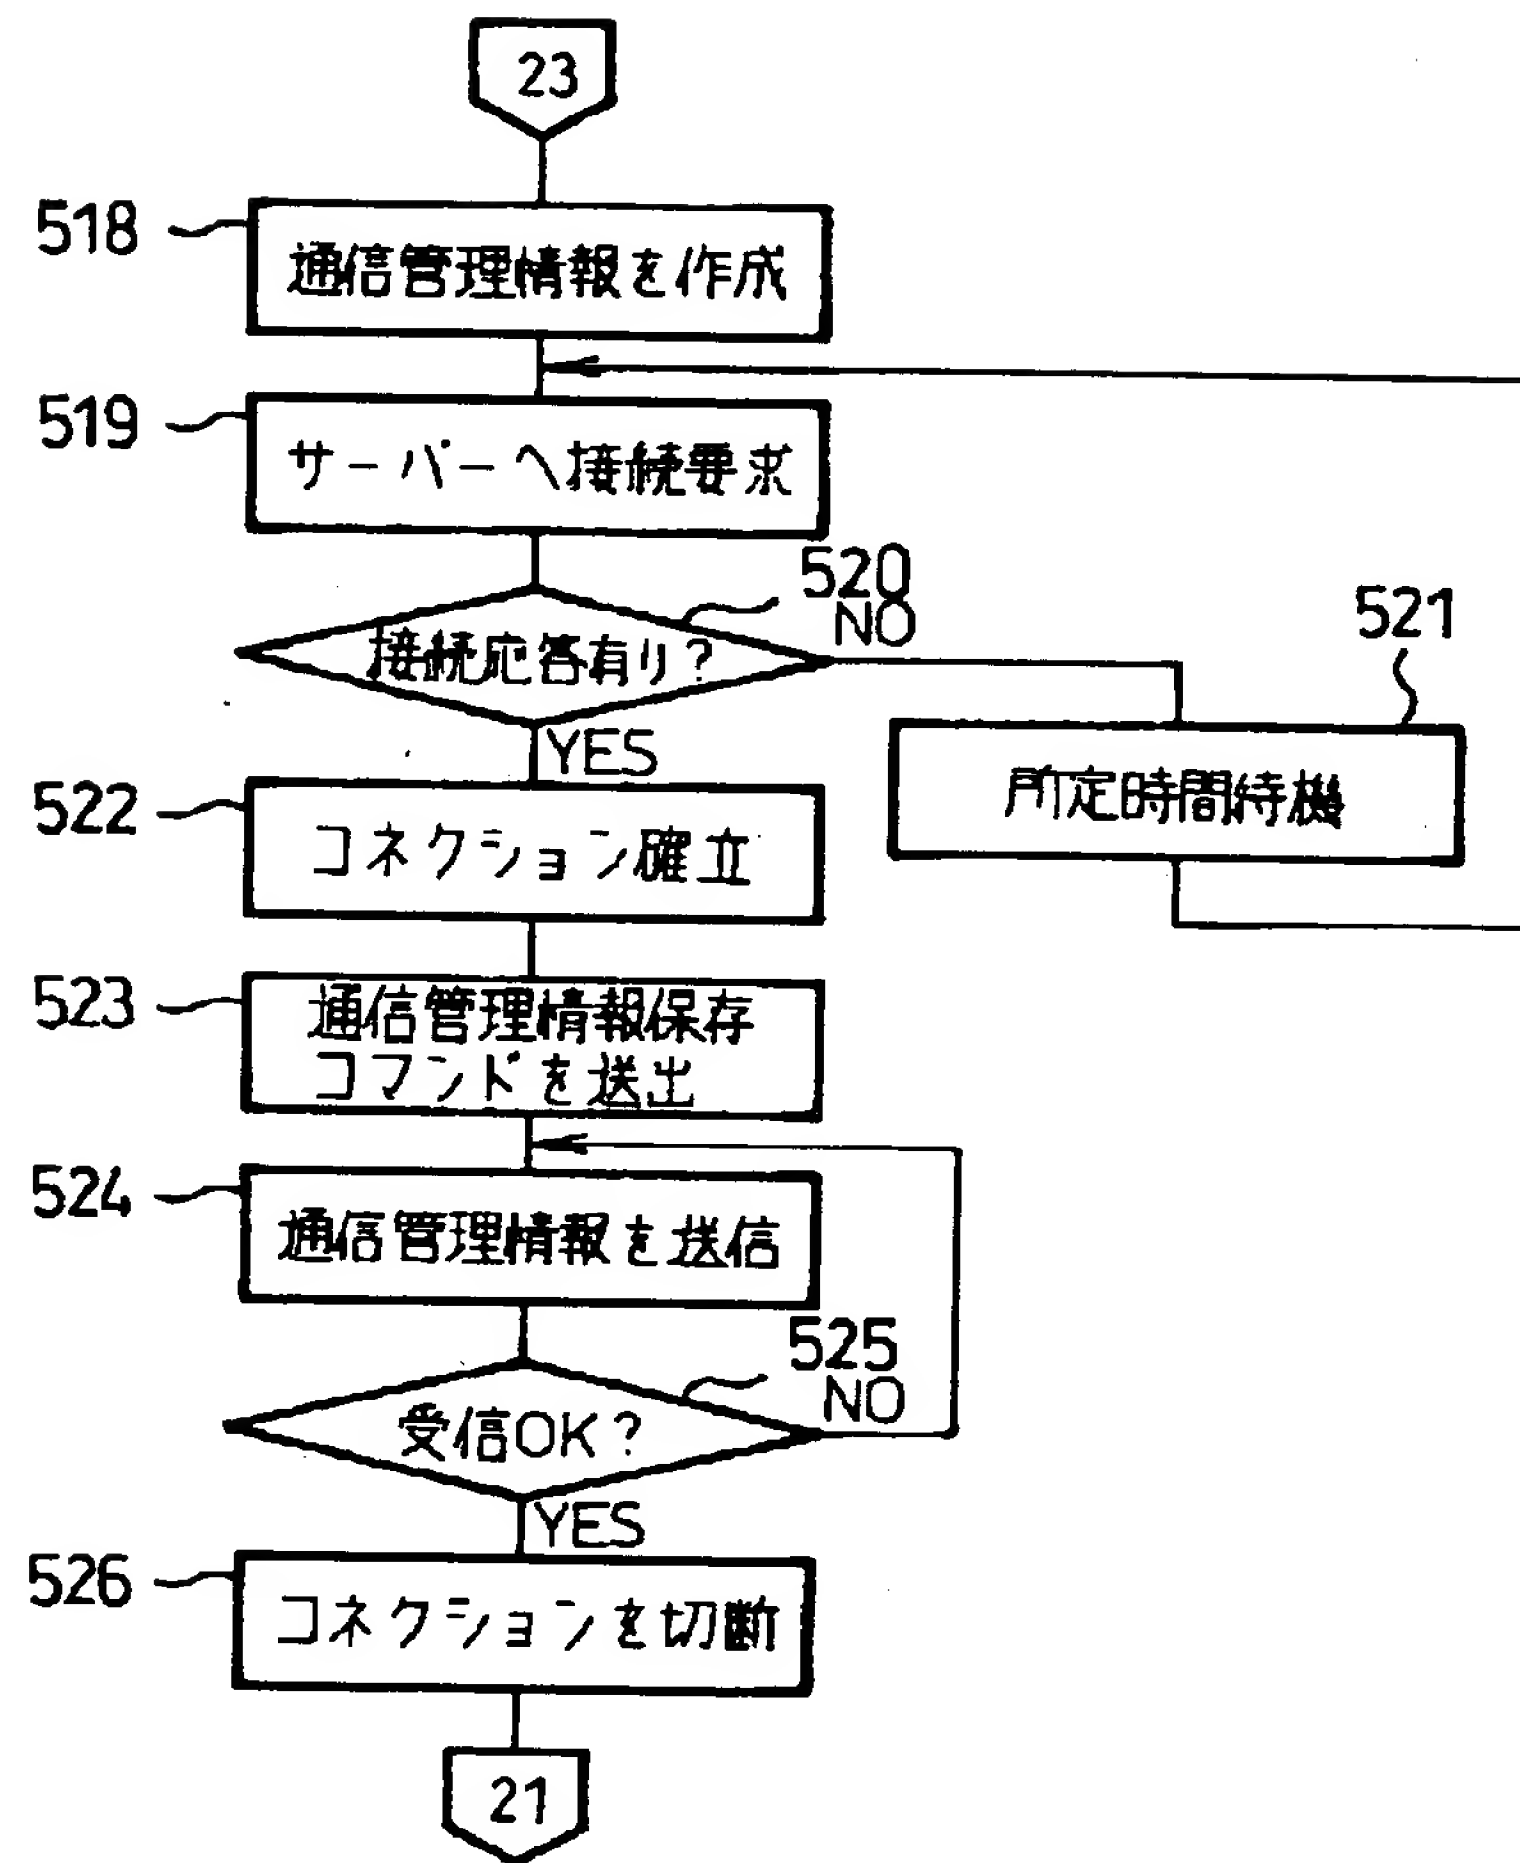 23
518
通信管理情報を作成
519
サーバーへ接続要求
520
NO
接続応答有り?
521
YES
所定時間待機
522
コネクション確立
523
通信管理情報保存
コマンドを送出
524
通信管理情報を送信
525
NO
受信OK?
YES
526
コネクションを切断
21